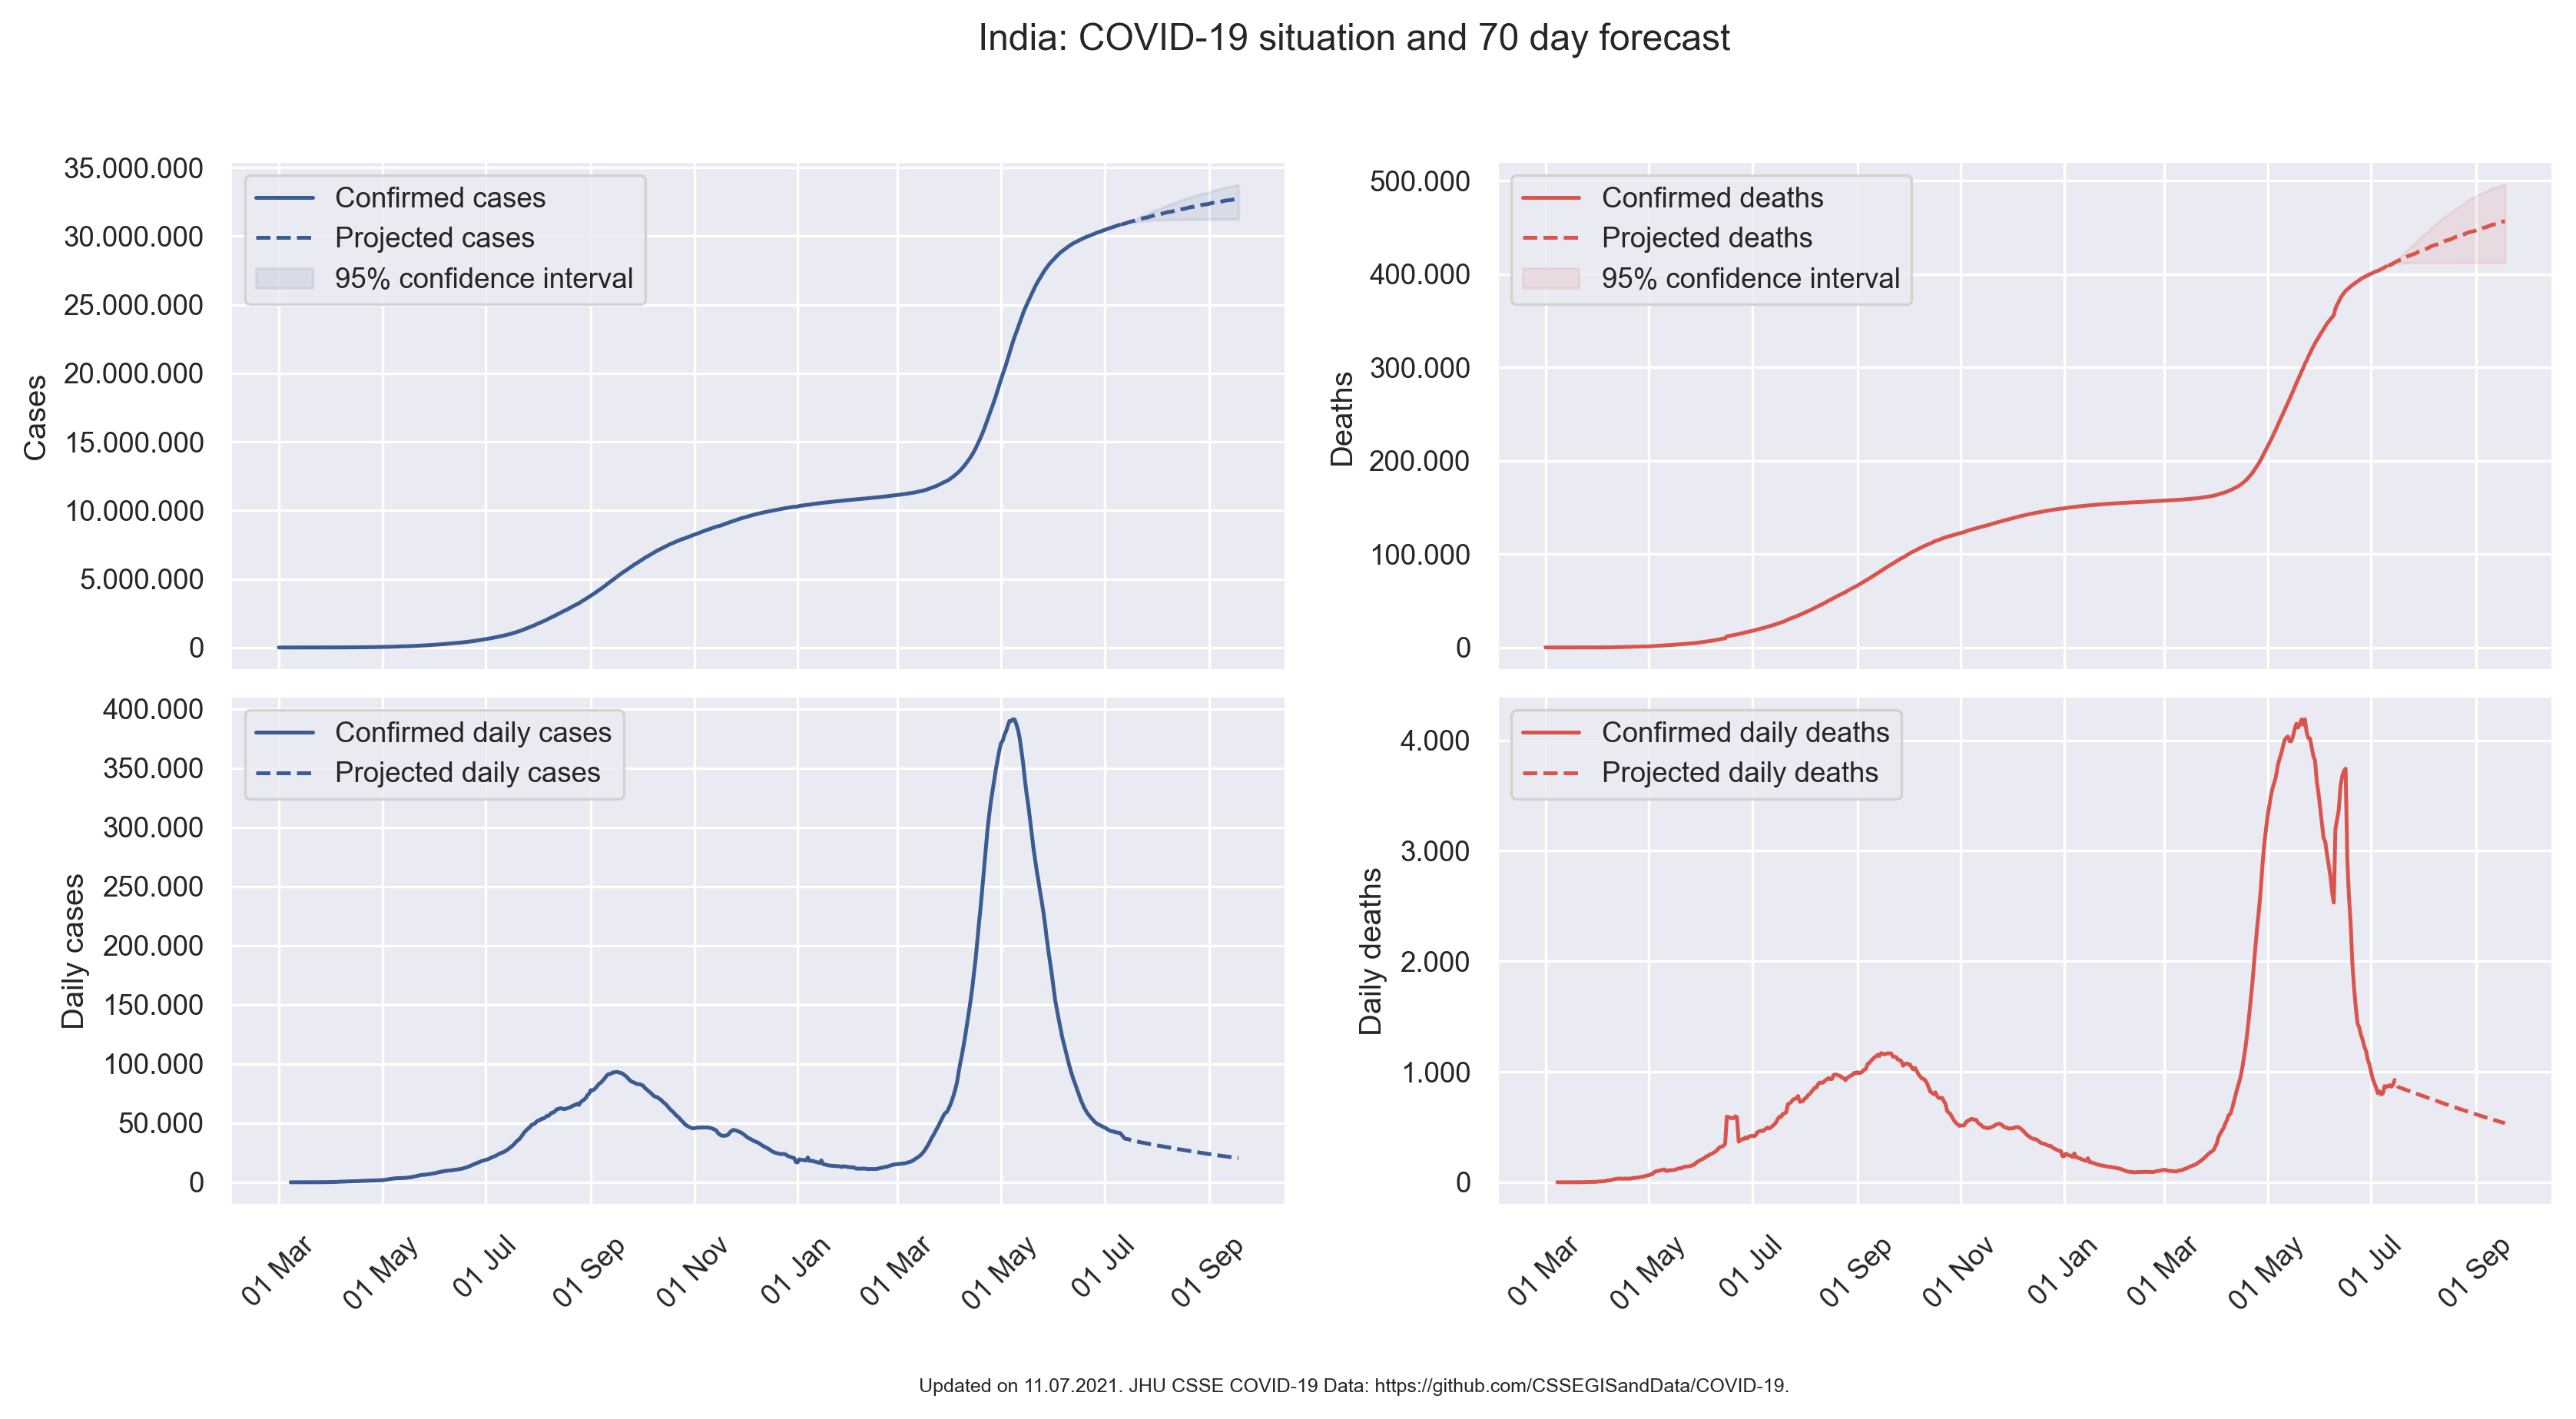 India: COVID-19 situation and 70 day forecast
35.000.000
30.000.000
25.000.000
20.000.000
15.000.000
10.000.000
5.000.000
0
Cases
Confirmed cases
Projected cases
95% confidence interval
500.000
400.000
300.000
200.000
100.000
0
Deaths
Confirmed deaths
Projected deaths
95% confidence interval
400.000
350.000
300.000
250.000
200.000
150.000
100.000
50.000
0
Daily cases
Confirmed daily cases
Projected daily cases
01 Mar
01 May
01 Jul
01 Sep
01 Nov
01 Jan
01 Mar
01 May
01 Jul
01 Sep
4.000
3.000
2.000
1.000
0
Daily deaths
Confirmed daily deaths
Projected daily deaths
01 Mar
01 May
01 Jul
01 Sep
01 Nov
01 Jan
01 Mar
01 May
01 Jul
01 Sep
Updated on 11.07.2021. JHU CSSE COVID-19 Data: https://github.com/CSSEGISandData/COVID-19.